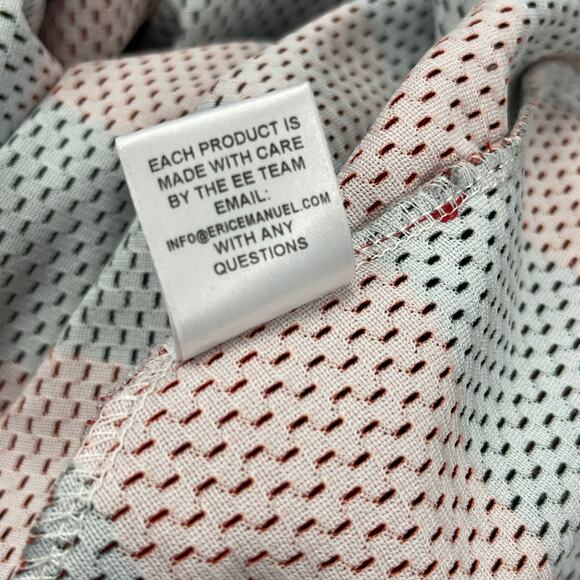 EACH PRODUCT IS
MADE WITH CARE
BY THE EE TEAM
EMAIL:
INFO@ERICEMANUEL.COM
WITH ANY
QUESTIONS